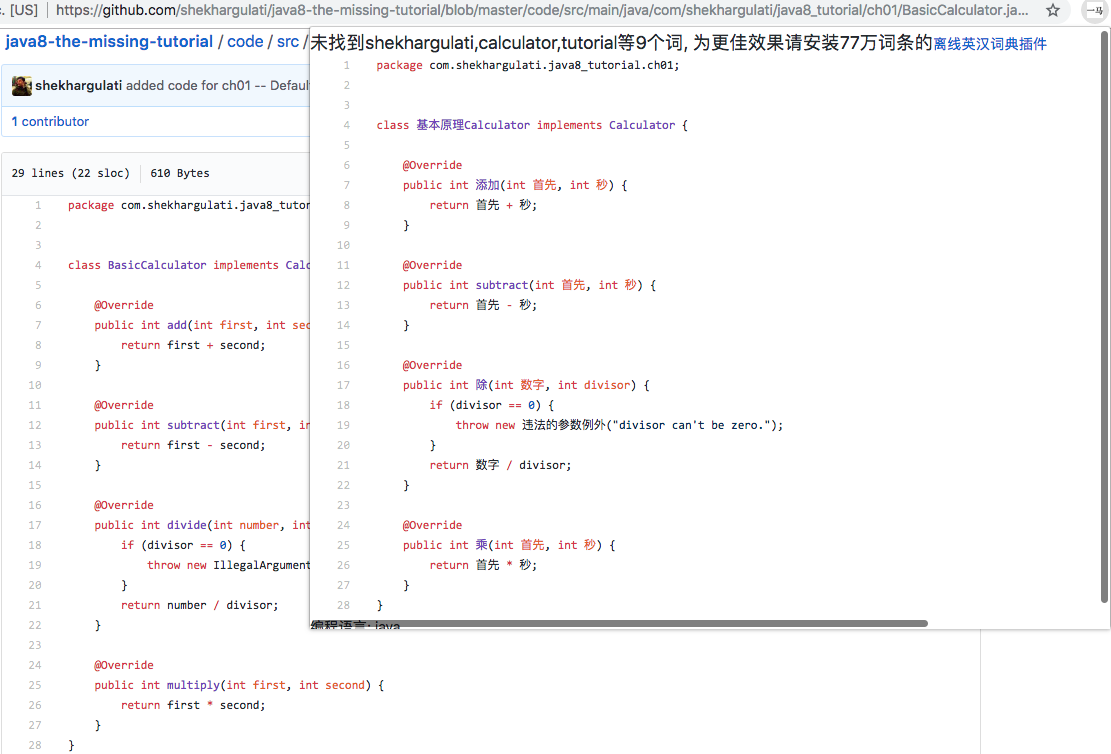 : [US] https://github.com/shekhargulati/java8-the-missing-tutorial/blob/master/code/src/main/java/com/shekhargulati/java8_tutorial/ch01/BasicCalculator.ja...
java8-the-missing-tutorial / code / src /
shekhargulati added code for ch01 -- Defaul
1 contributor
29 lines (22 sloc) 610 Bytes
1 package com.shekhargulati.java8_tutor
2
3
4 class BasicCalculator implements Calc
5
6 @Override
7 public int add(int first, int sec
8 return first + second;
9 }
10
11 @Override
12 public int subtract(int first, in
13 return first - second;
14 }
15
16 @Override
17 public int divide(int number, int
18 if (divisor == 0) {
19 throw new IllegalArgument
20 }
21 return number / divisor;
22 }
23
24 @Override
25 public int multiply(int first, int second) {
26 return first * second;
27 }
28 }
未找到shekhargulati,calculator,tutorial等9个词, 为更佳效果请安装77万词条的离线英汉词典插件
1 package com.shekhargulati.java8_tutorial.ch01;
2
3
4 class 基本原理Calculator implements Calculator {
5
6 @Override
7 public int 添加(int 首先, int 秒) {
8 return 首先 + 秒;
9 }
10
11 @Override
12 public int subtract(int 首先, int 秒) {
13 return 首先 - 秒;
14 }
15
16 @Override
17 public int 除(int 数字, int divisor) {
18 if (divisor == 0) {
19 throw new 违法的参数例外("divisor can't be zero.");
20 }
21 return 数字 / divisor;
22 }
23
24 @Override
25 public int 乘(int 首先, int 秒) {
26 return 首先 * 秒;
27 }
28 }
编程语言: java